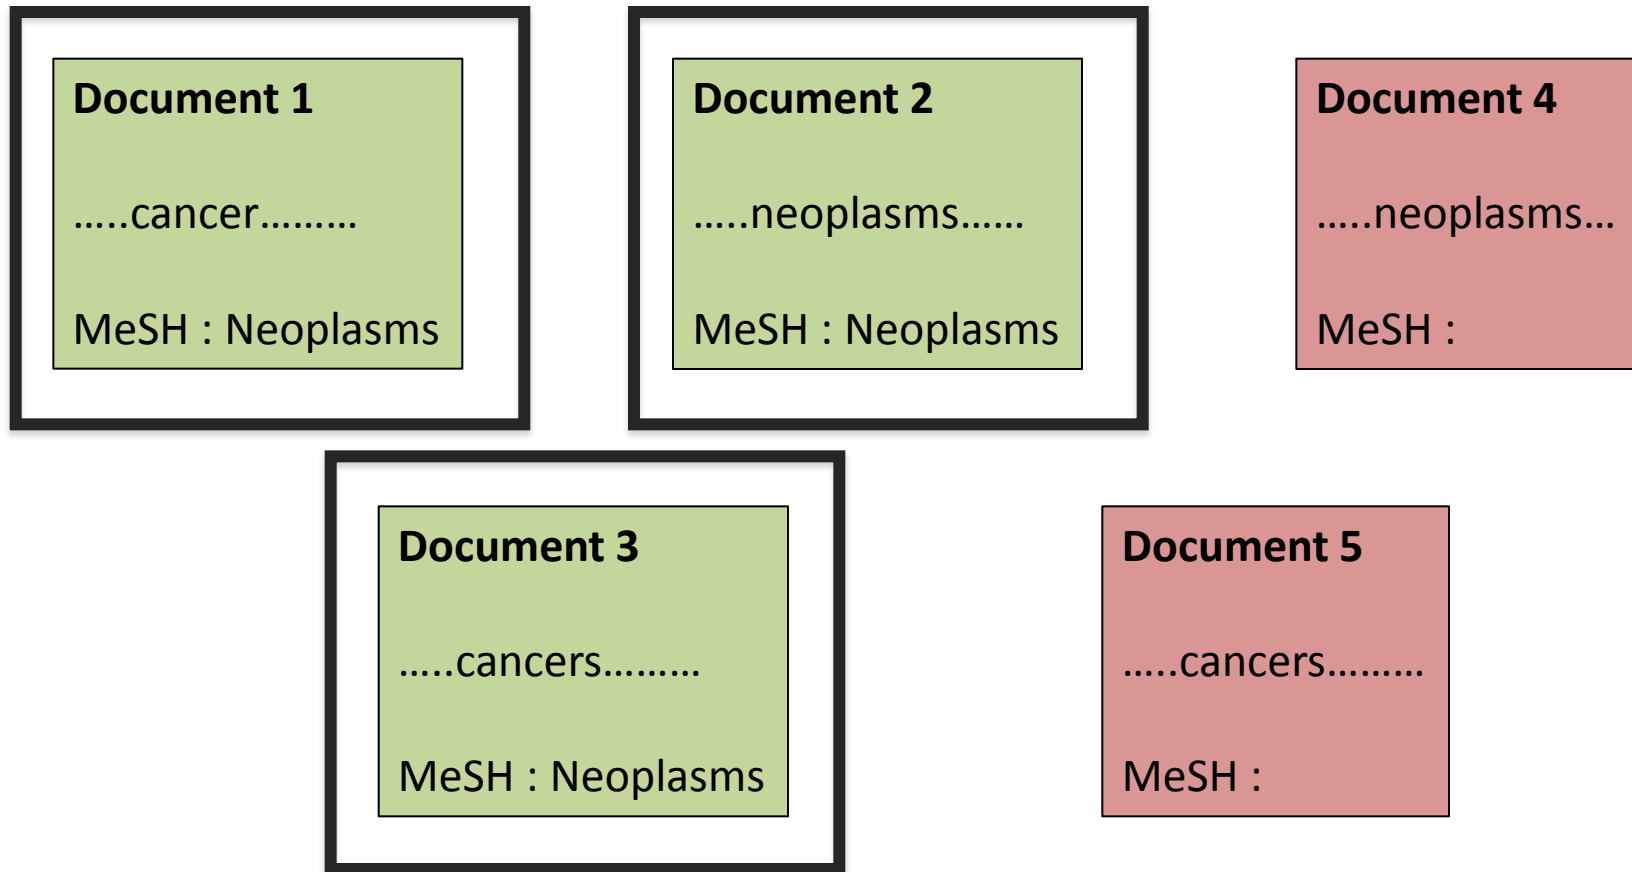 Document 1
…..cancer………
MeSH : Neoplasms
Document 2
…..neoplasms……
MeSH : Neoplasms
Document 4
…..neoplasms…
MeSH :
Document 3
…..cancers………
MeSH : Neoplasms
Document 5
…..cancers………
MeSH :